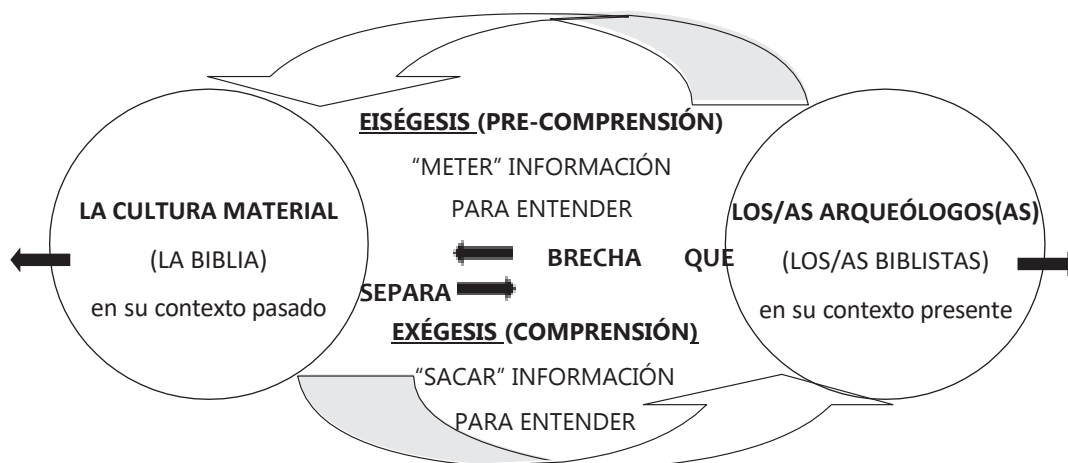 EISÉGESIS (PRE-COMPRENSIÓN)
“METER” INFORMACIÓN
PARA ENTENDER
LA CULTURA MATERIAL
(LA BIBLIA)
en su contexto pasado
BRECHA QUE
SEPARA
LOS/AS ARQUEÓLOGOS(AS)
(LOS/AS BIBLISTAS)
en su contexto presente
EXÉGESIS (COMPRENSIÓN)
“SACAR” INFORMACIÓN
PARA ENTENDER